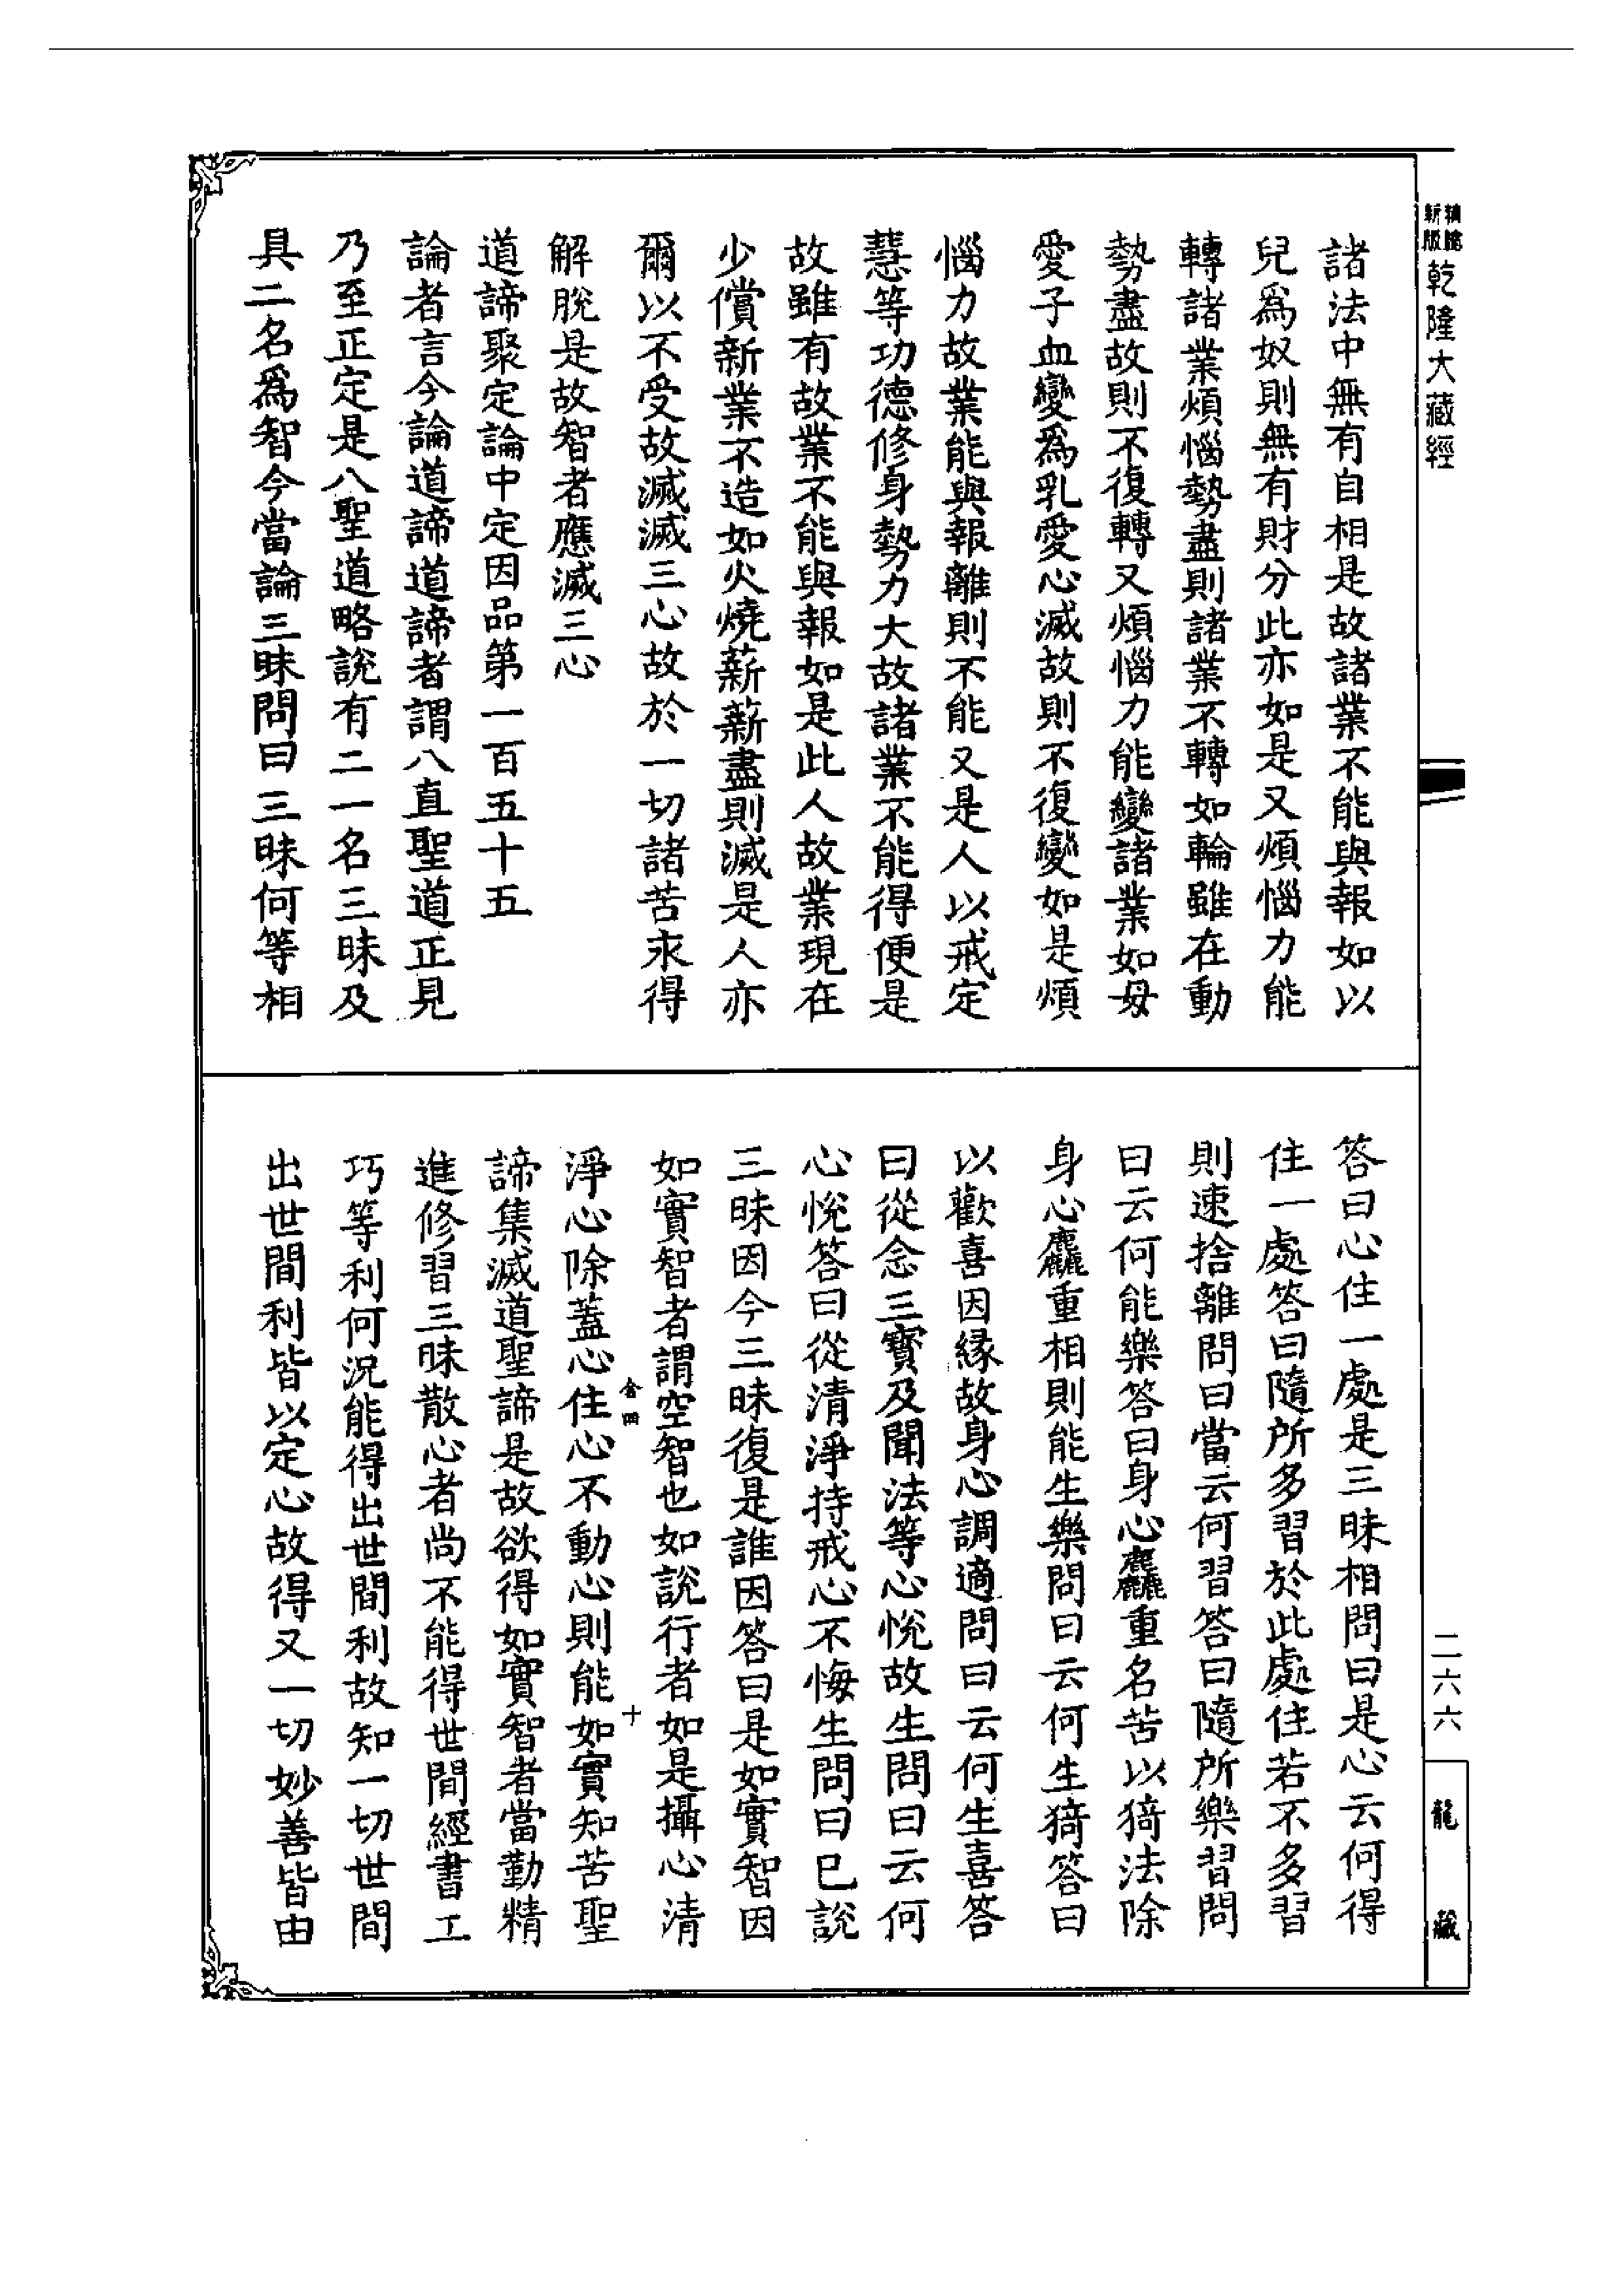 精縮
新版
乾隆大藏經
諸法中無有自相是故諸業不能與報如以
兒爲奴則無有財分此亦如是又煩惱力能
轉諸業煩惱勢盡則諸業不轉如輪雖在動
勢盡故則不復轉又煩惱力能變諸業如母
愛子血變爲乳愛心滅故則不復變如是煩
惱力故業能與報離則不能又是人以戒定
慧等功德修身勢力大故諸業不能得便是
故雖有故業不能與報如是此人故業現在
少償新業不造如火燒薪薪盡則滅是人亦
爾以不受故滅滅三心故於一切諸苦永得
解脫是故智者應滅三心
道諦聚定論中定因品第一百五十五
論者言今論道諦道諦者謂八直聖道正見
乃至正定是八聖道略說有二一名三昧及
具二名爲智今當論三昧問曰三昧何等相
答曰心住一處是三昧相問曰是心云何得
住一處答曰隨所多習於此處住若不多習
則速捨離問曰當云何習答曰隨所樂習問
曰云何能樂答曰身心麤重名苦以猗法除
身心麤重相則能生樂問曰云何生猗答曰
以歡喜因緣故身心調適問曰云何生喜答
曰從念三寶及聞法等心悅故生問曰云何
心悅答曰從清淨持戒心不悔生問曰已說
三昧因今三昧復是誰因答曰是如實智因
如實智者謂空智也如說行者如是攝心清
淨心除蓋心住心不動心則能如實知苦聖
諦集滅道聖諦是故欲得如實智者當勤精
進修習三昧散心者尚不能得世間經書工
巧等利何況能得出世間利故知一切世間
出世間利皆以定心故得又一切妙善皆由
十
二六六
龍藏